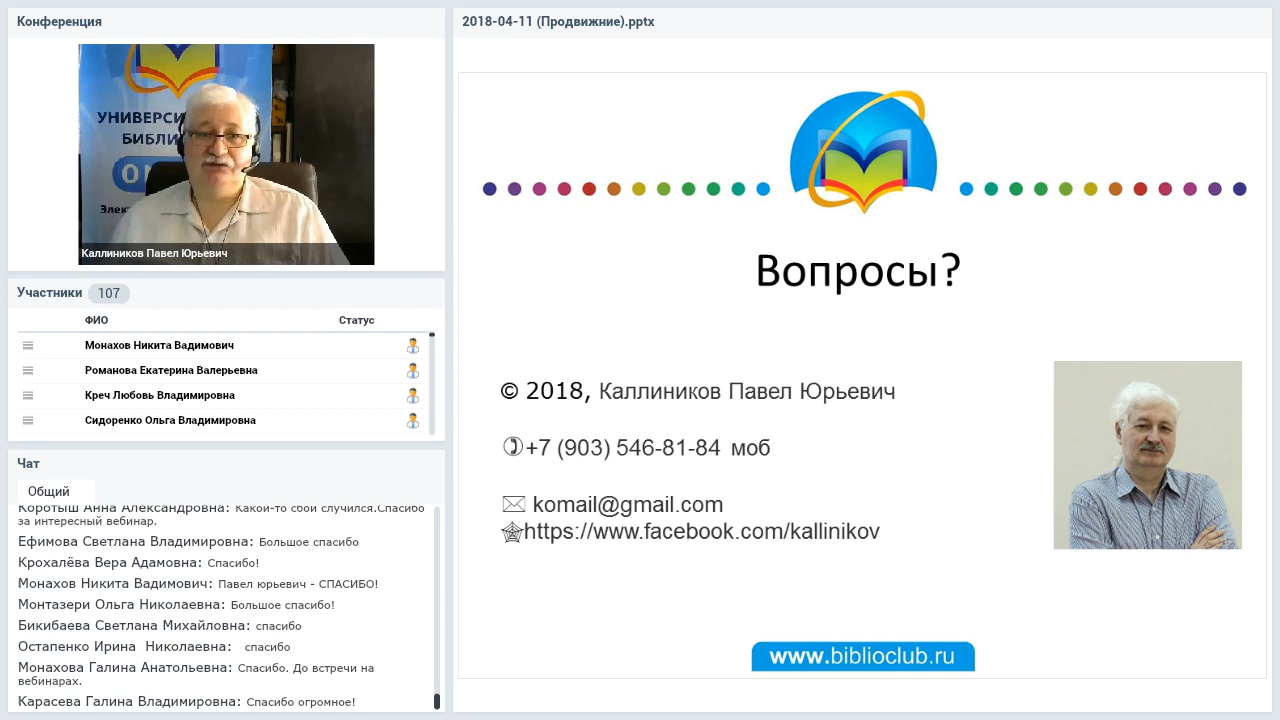 Конференция
УНИВЕРС
БИБЛИ
Каллиников Павел Юрьевич
Участники 107
ФИО Статус
Монахов Никита Вадимович
Романова Екатерина Валерьевна
Креч Любовь Владимировна
Сидоренко Ольга Владимировна
Чат
Общий
Коротыш Анна Александровна: Какой-то сбой случился.Спасибо
за интересный вебинар.
Ефимова Светлана Владимировна: Большое спасибо
Крохалёва Вера Адамовна: Спасибо!
Монахов Никита Вадимович: Павел юрьевич - СПАСИБО!
Монтазери Ольга Николаевна: Большое спасибо!
Бикибаева Светлана Михайловна: спасибо
Остапенко Ирина Николаевна: спасибо
Монахова Галина Анатольевна: Спасибо. До встречи на
вебинарах.
Карасева Галина Владимировна: Спасибо огромное!
2018-04-11 (Продвижние).pptx
Вопросы?
© 2018, Каллиников Павел Юрьевич
✆+7 (903) 546-81-84 моб
✉ komail@gmail.com
https://www.facebook.com/kallinikov
www.biblioclub.ru